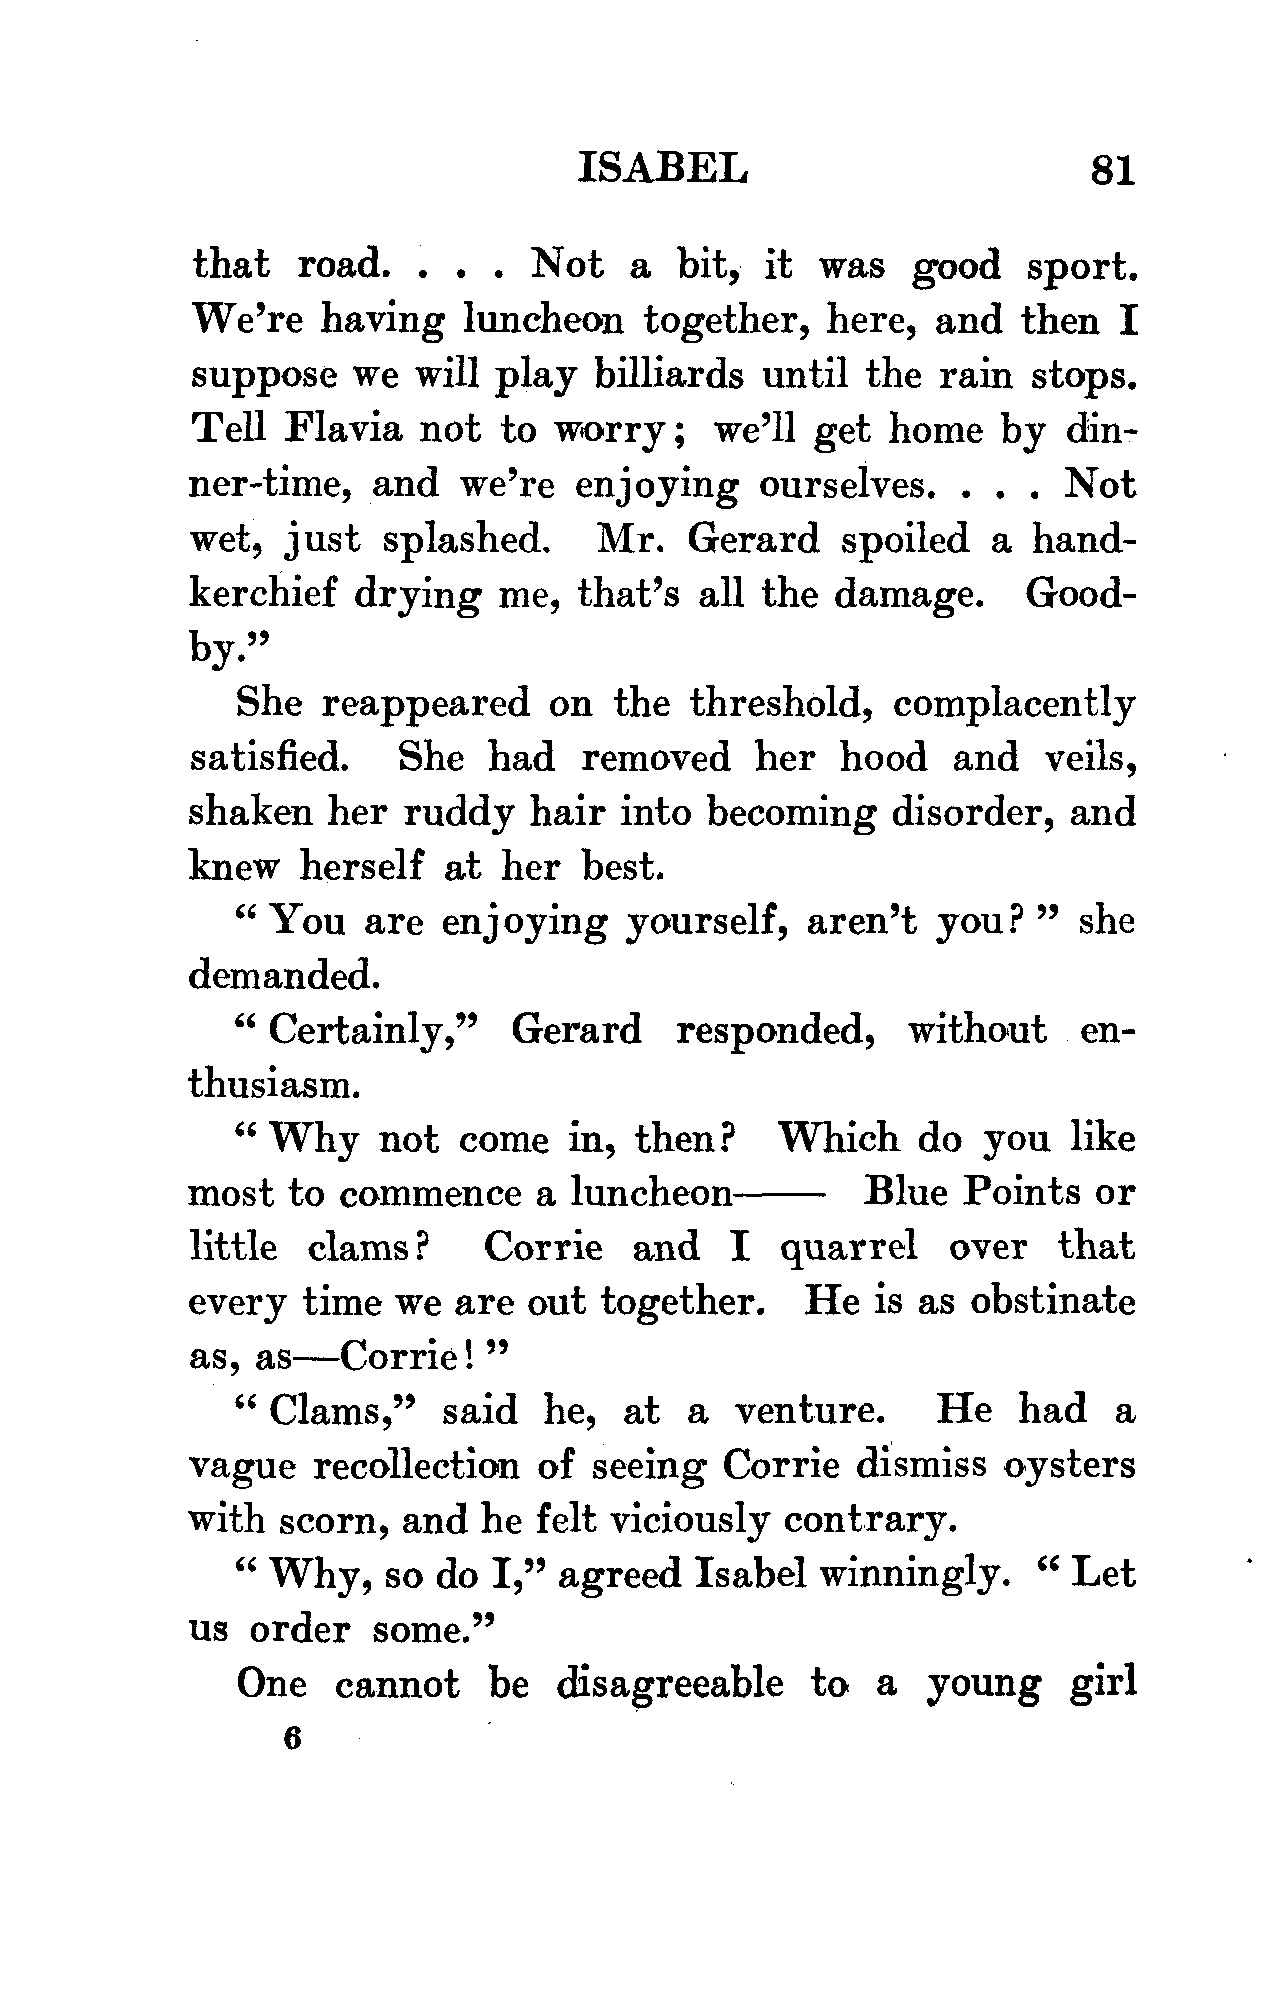 ISABEL 81
that road. . . . Not a bit, it was good sport.
We're having luncheon together, here, and then I
suppose we will play billiards until the rain stops.
Tell Flavia not to worry; we'll get home by din-
ner-time, and we're enjoying ourselves. . . . Not
wet, just splashed. Mr. Gerard spoiled a hand-
kerchief drying me, that's all the damage. Good-
by."
She reappeared on the threshold, complacently
satisfied. She had removed her hood and veils,
shaken her ruddy hair into becoming disorder, and
knew herself at her best.
"You are enjoying yourself, aren't you?" she
demanded.
"Certainly," Gerard responded, without en-
thusiasm.
"Why not come in, then? Which do you like
most to commence a luncheon—— Blue Points or
little clams? Corrie and I quarrel over that
every time we are out together. He is as obstinate
as, as—Corrie!"
"Clams," said he, at a venture. He had a
vague recollection of seeing Corrie dismiss oysters
with scorn, and he felt viciously contrary.
"Why, so do I," agreed Isabel winningly. "Let
us order some."
One cannot be disagreeable to a young girl
6